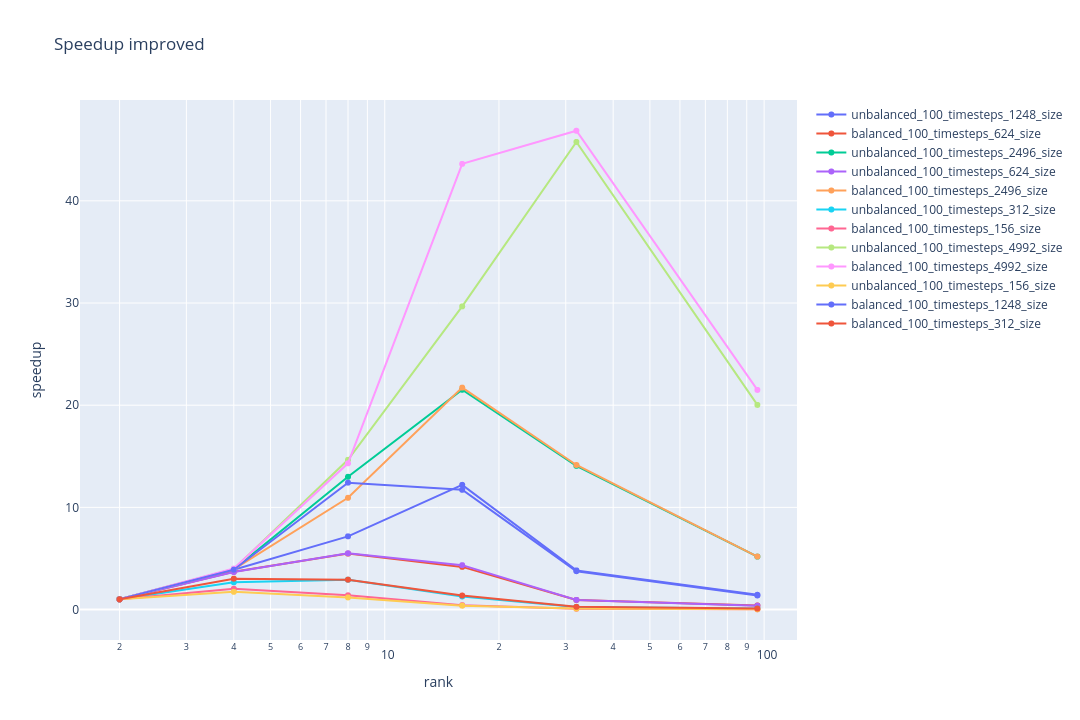 Speedup improved
speedup
40
30
20
10
0
2
3
4
5
6
7
8
9
10
2
3
4
5
6
7
8
9
100
rank
unbalanced_100_timesteps_1248_size
balanced_100_timesteps_624_size
unbalanced_100_timesteps_2496_size
unbalanced_100_timesteps_624_size
balanced_100_timesteps_2496_size
unbalanced_100_timesteps_312_size
balanced_100_timesteps_156_size
unbalanced_100_timesteps_4992_size
balanced_100_timesteps_4992_size
unbalanced_100_timesteps_156_size
balanced_100_timesteps_1248_size
balanced_100_timesteps_312_size